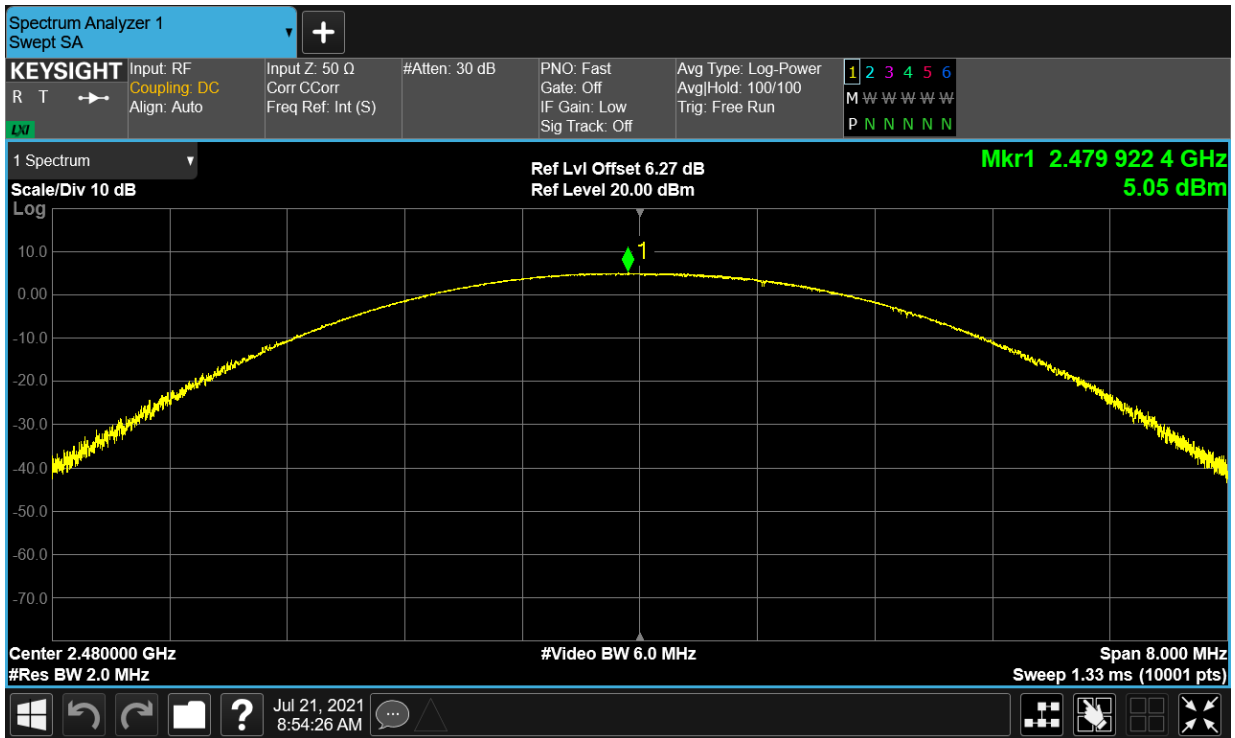 Spectrum Analyzer 1
Swept SA
KEYSIGHT
R T
LXI
Input: RF
Coupling: DC
Align: Auto
Input Z: 50 Ω
Corr CCorr
Freq Ref: Int (S)
#Atten: 30 dB
PNO: Fast
Gate: Off
IF Gain: Low
Sig Track: Off
Avg Type: Log-Power
Avg|Hold: 100/100
Trig: Free Run
1 2 3 4 5 6
M W W W W W
P N N N N N N
1 Spectrum
Scale/Div 10 dB
Log
Ref Lvl Offset 6.27 dB
Ref Level 20.00 dBm
Mkr1 2.479 922 4 GHz
5.05 dBm
1
10.0
0.00
-10.0
-20.0
-30.0
-40.0
-50.0
-60.0
-70.0
Center 2.480000 GHz
#Res BW 2.0 MHz
#Video BW 6.0 MHz
Span 8.000 MHz
Sweep 1.33 ms (10001 pts)
?
Jul 21, 2021
8:54:26 AM